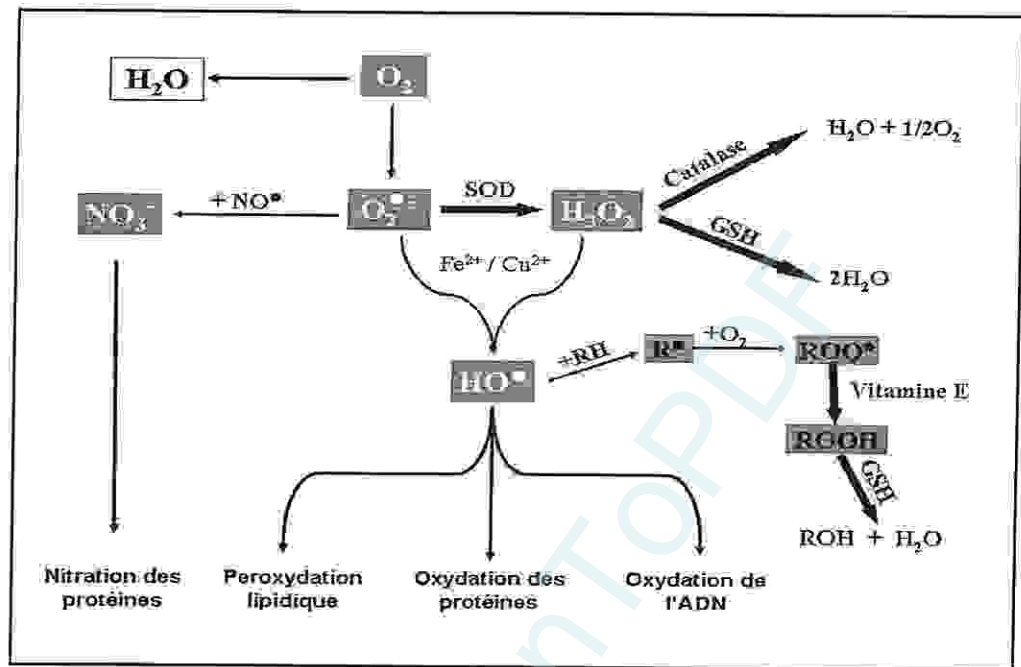 H₂O
O₂
H₂O + 1/2O₂
Catalase
NO₃⁻
+ NO•
O₂•⁻
SOD
H₂O₂
GSH
2H₂O
Fe²⁺ / Cu²⁺
HO•
+RH
R•
+O₂
ROO•
Vitamine E
ROOH
GSH
ROH + H₂O
Nitration des
protéines
Peroxydation
lipidique
Oxydation des
protéines
Oxydation de
l'ADN
nToPDF